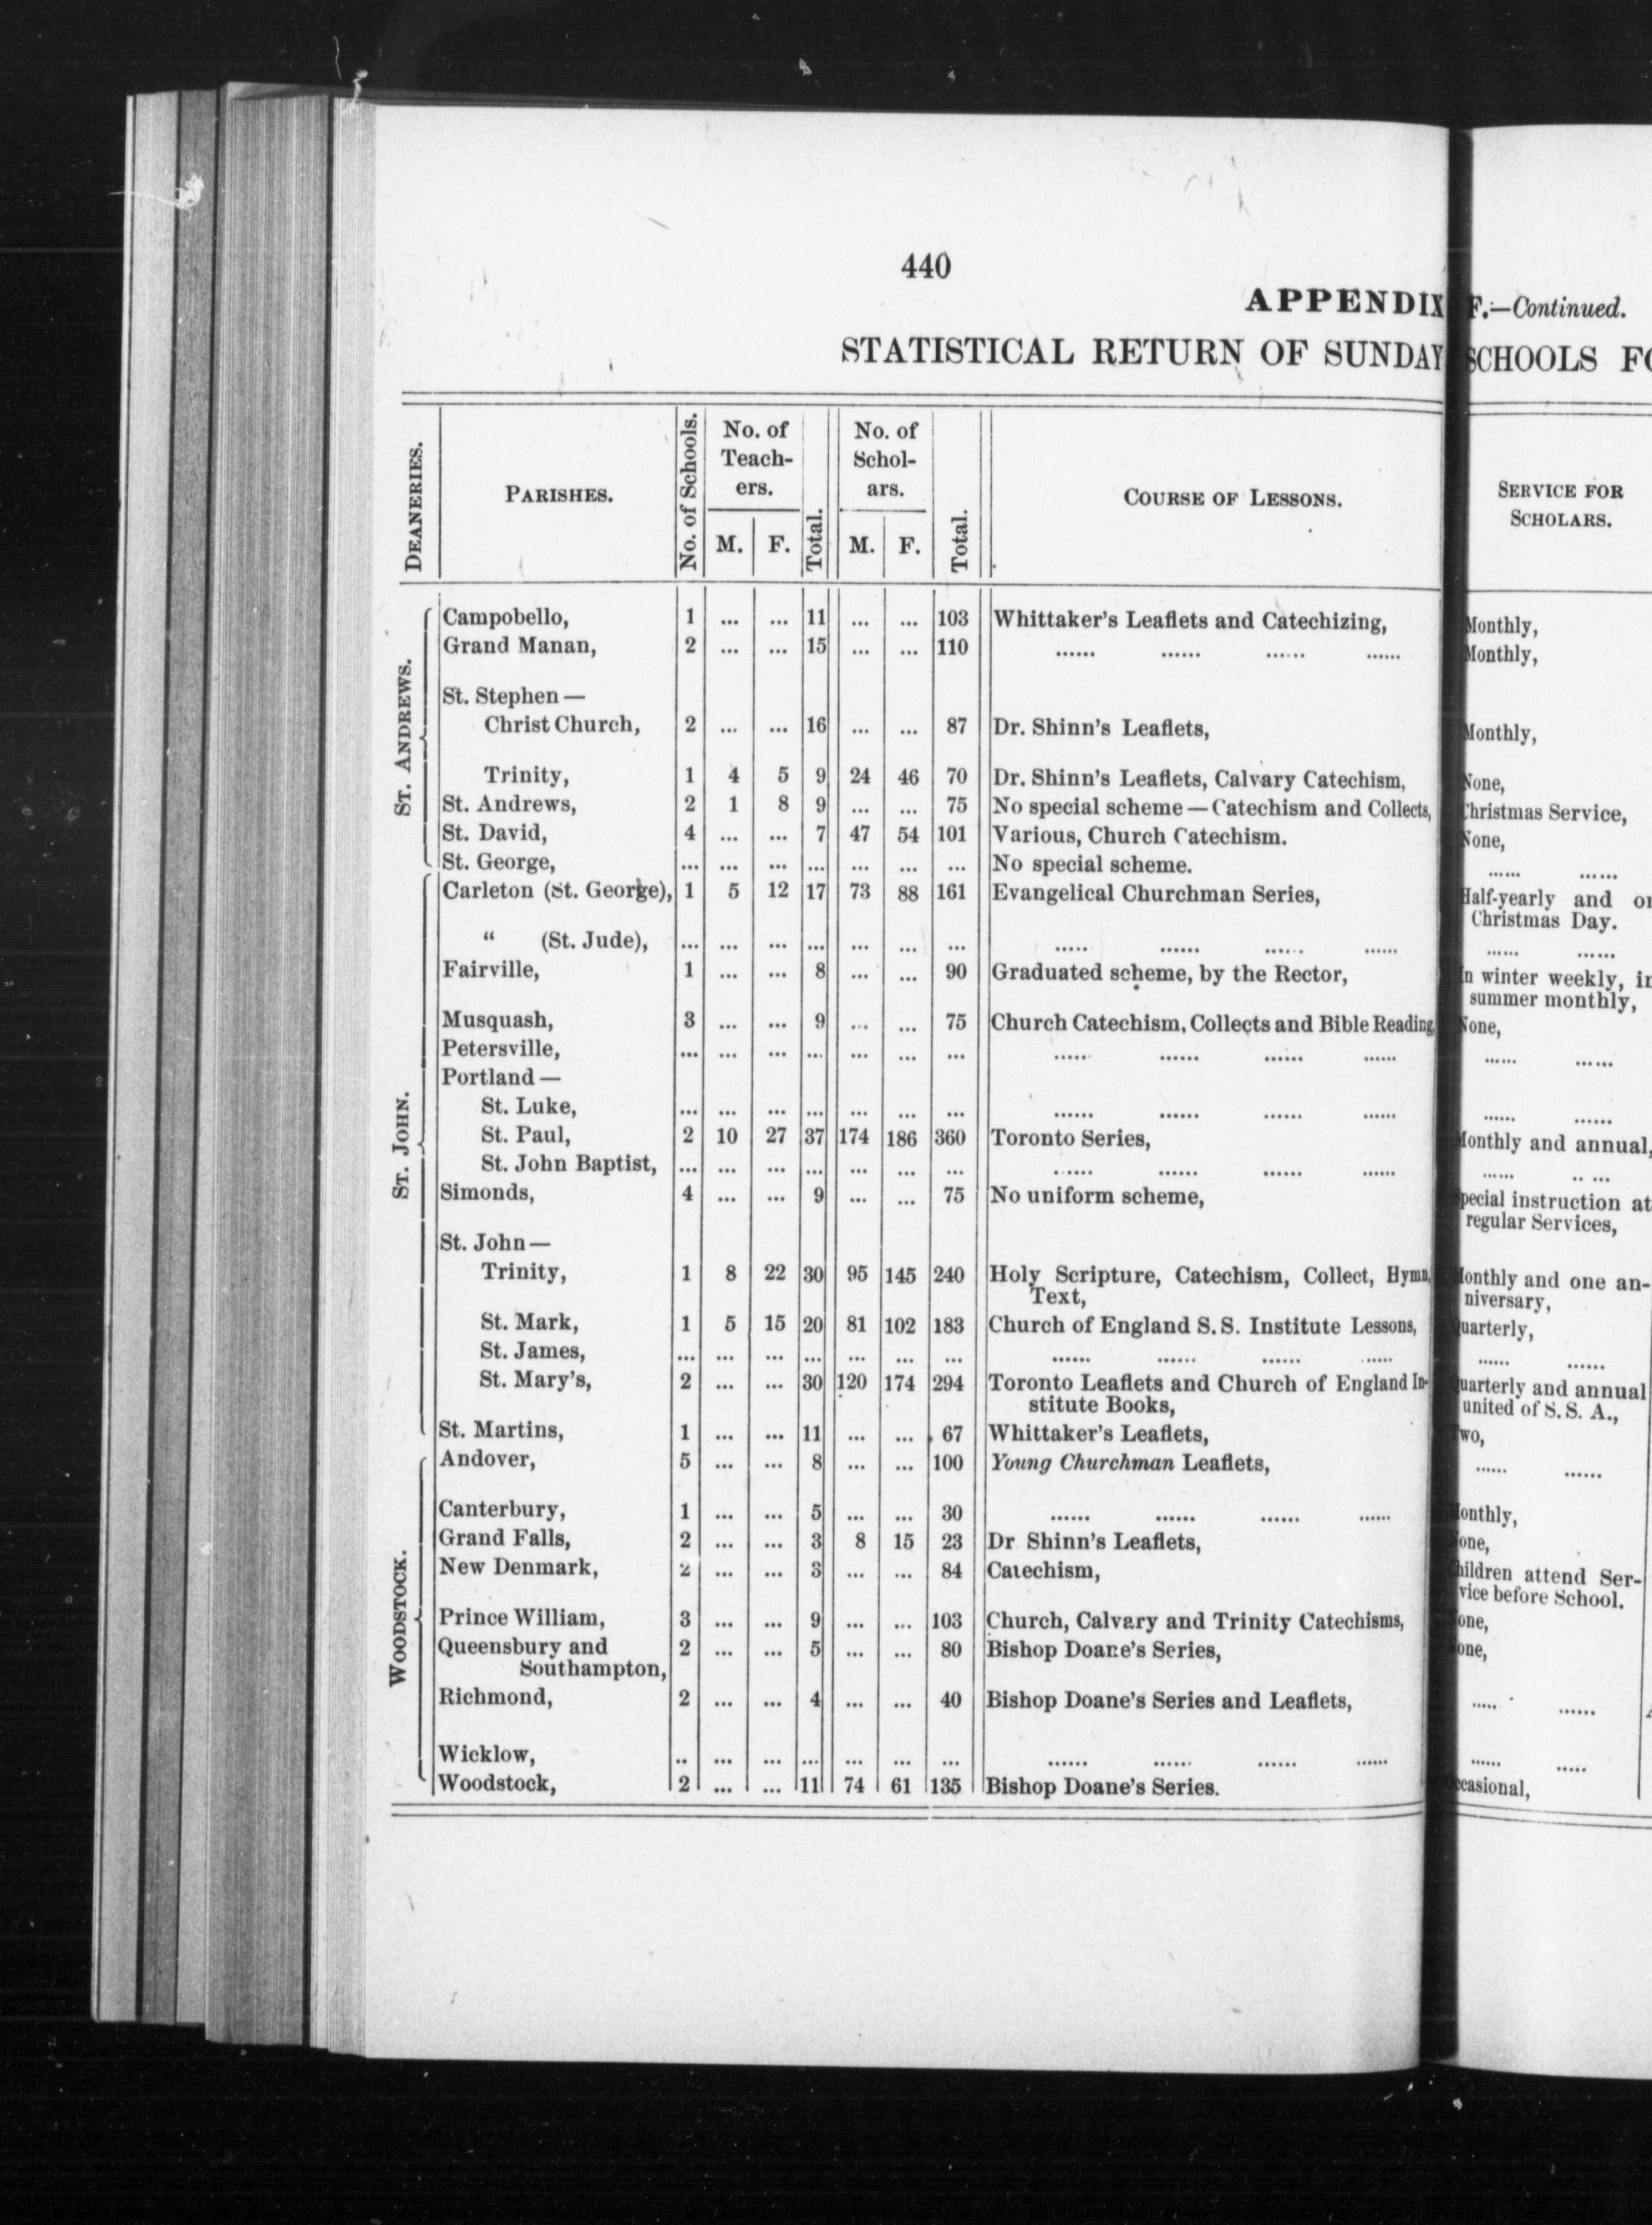 440
APPENDIX F.—Continued.
STATISTICAL RETURN OF SUNDAY SCHOOLS
DEANERIES. PARISHES. No. of Schools. No. of Teachers. M. F. Total. No. of Scholars. M. F. Total. COURSE OF LESSONS. SERVICE FOR SCHOLARS.
ST. ANDREWS.
Campobello, 1 ... ... 11 ... ... 103 Whittaker's Leaflets and Catechizing, Monthly,
Grand Manan, 2 ... ... 15 ... ... 110 ...... ...... ...... ...... Monthly,
St. Stephen—
Christ Church, 2 ... ... 16 ... ... 87 Dr. Shinn's Leaflets, Monthly,
Trinity, 1 4 5 9 24 46 70 Dr. Shinn's Leaflets, Calvary Catechism, None,
St. Andrews, 2 1 8 9 ... ... 75 No special scheme—Catechism and Collects, Christmas Service,
St. David, 4 ... ... 7 47 54 101 Various, Church Catechism. None,
St. George, ... ... ... ... ... ... ... No special scheme. ...... ......
ST. JOHN.
Carleton (St. George), 1 5 12 17 73 88 161 Evangelical Churchman Series, Half-yearly and
Christmas Day.
“ (St. Jude), ... ... ... ... ... ... ... ...... ...... ...... ...... ...... ......
Fairville, 1 ... ... 8 ... ... 90 Graduated scheme, by the Rector, In winter weekly, in
summer monthly,
Musquash, 3 ... ... 9 ... ... 75 Church Catechism, Collects and Bible Reading, None,
Petersville, ... ... ... ... ... ... ... ...... ...... ...... ...... ...... ......
Portland—
St. Luke, ... ... ... ... ... ... ... ...... ...... ...... ...... ...... ......
St. Paul, 2 10 27 37 174 186 360 Toronto Series, Monthly and annual,
St. John Baptist, ... ... ... ... ... ... ... ...... ...... ...... ...... ...... .. ...
Simonds, 4 ... ... 9 ... ... 75 No uniform scheme, Special instruction at
regular Services,
St. John—
Trinity, 1 8 22 30 95 145 240 Holy Scripture, Catechism, Collect, Hymn, Monthly and one an-
Text, niversary,
St. Mark, 1 5 15 20 81 102 183 Church of England S. S. Institute Lessons, Quarterly,
St. James, ... ... ... ... ... ... ... ...... ...... ...... ..... ...... ......
St. Mary's, 2 ... ... 30 120 174 294 Toronto Leaflets and Church of England In- Quarterly and annual
stitute Books, united of S. S. A.,
St. Martins, 1 ... ... 11 ... ... 67 Whittaker's Leaflets, Two,
WOODSTOCK.
Andover, 5 ... ... 8 ... ... 100 Young Churchman Leaflets, ...... ......
Canterbury, 1 ... ... 5 ... ... 30 ...... ...... ...... ...... Monthly,
Grand Falls, 2 ... ... 3 8 15 23 Dr Shinn's Leaflets, None,
New Denmark, 2 ... ... 3 ... ... 84 Catechism, Children attend Ser-
vice before School.
Prince William, 3 ... ... 9 ... ... 103 Church, Calvary and Trinity Catechisms, None,
Queensbury and 2 ... ... 5 ... ... 80 Bishop Doane's Series, None,
Southampton,
Richmond, 2 ... ... 4 ... ... 40 Bishop Doane's Series and Leaflets, ..... ......
Wicklow, .. ... ... ... ... ... ... ...... ...... ...... ...... ...... .....
Woodstock, 2 ... ... 11 74 61 135 Bishop Doane's Series. Occasional,